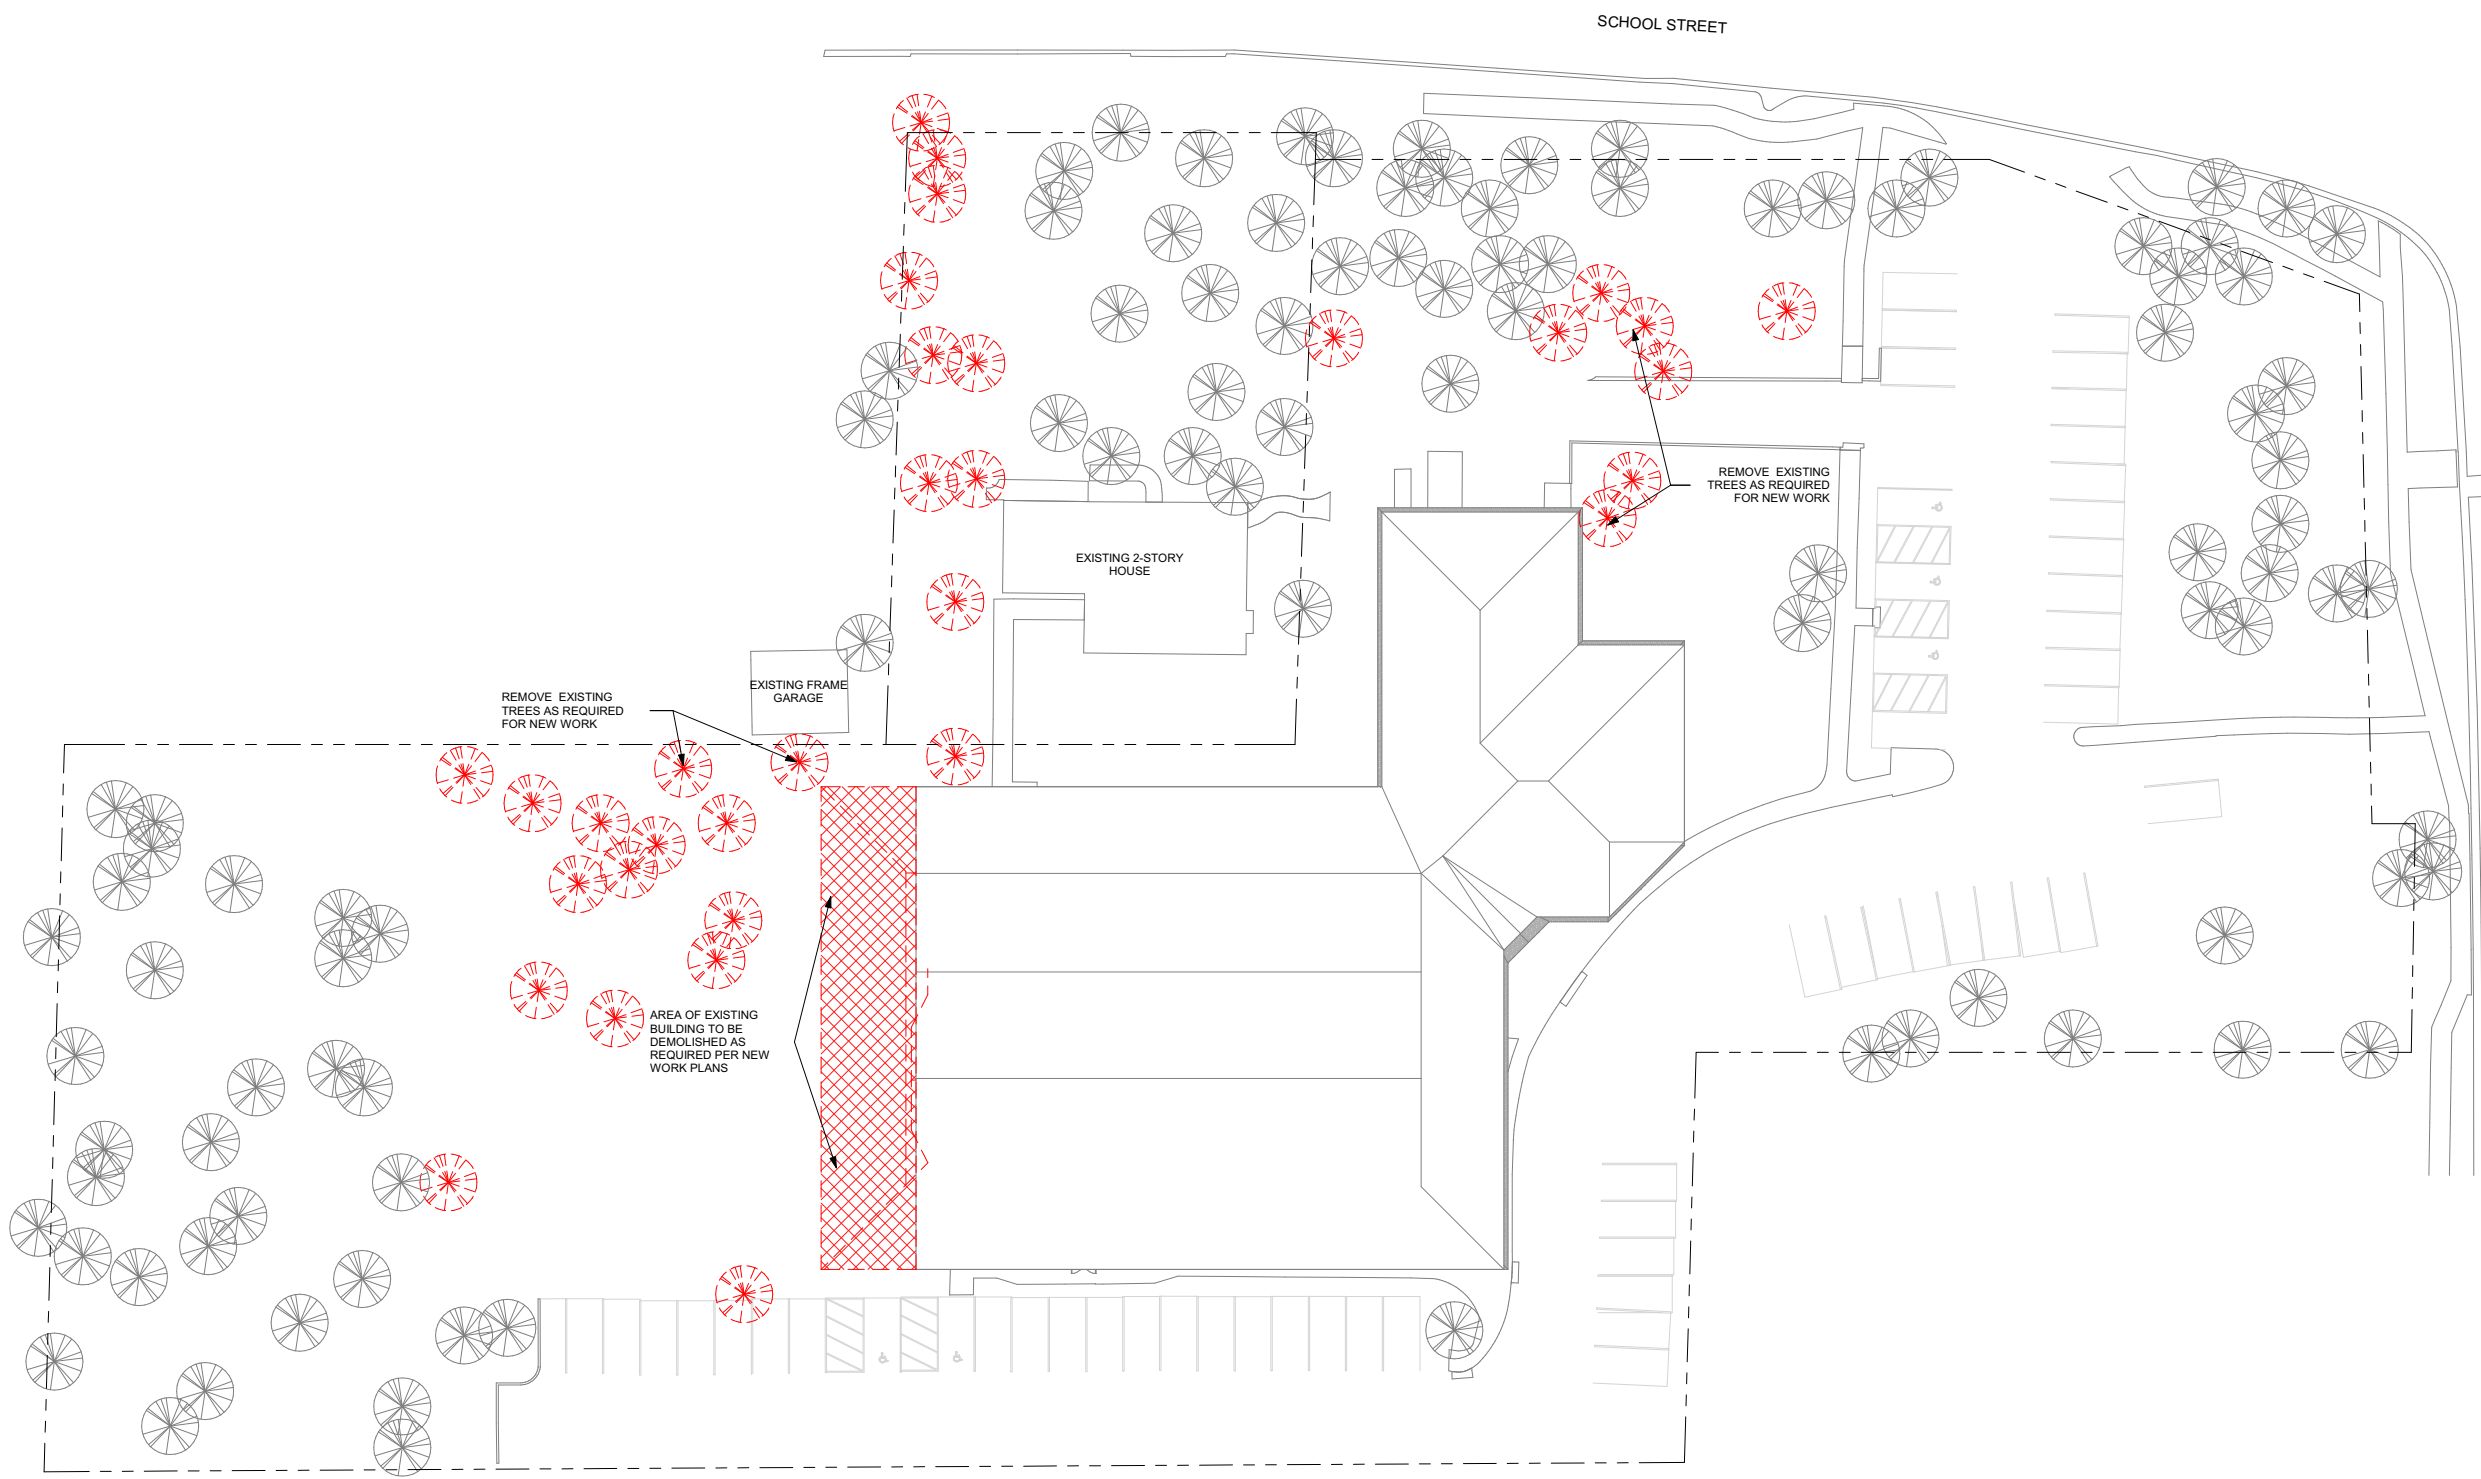 SCHOOL STREET
REMOVE EXISTING
TREES AS REQUIRED
FOR NEW WORK
EXISTING 2-STORY
HOUSE
EXISTING FRAME
GARAGE
REMOVE EXISTING
TREES AS REQUIRED
FOR NEW WORK
AREA OF EXISTING
BUILDING TO BE
DEMOLISHED AS
REQUIRED PER NEW
WORK PLANS